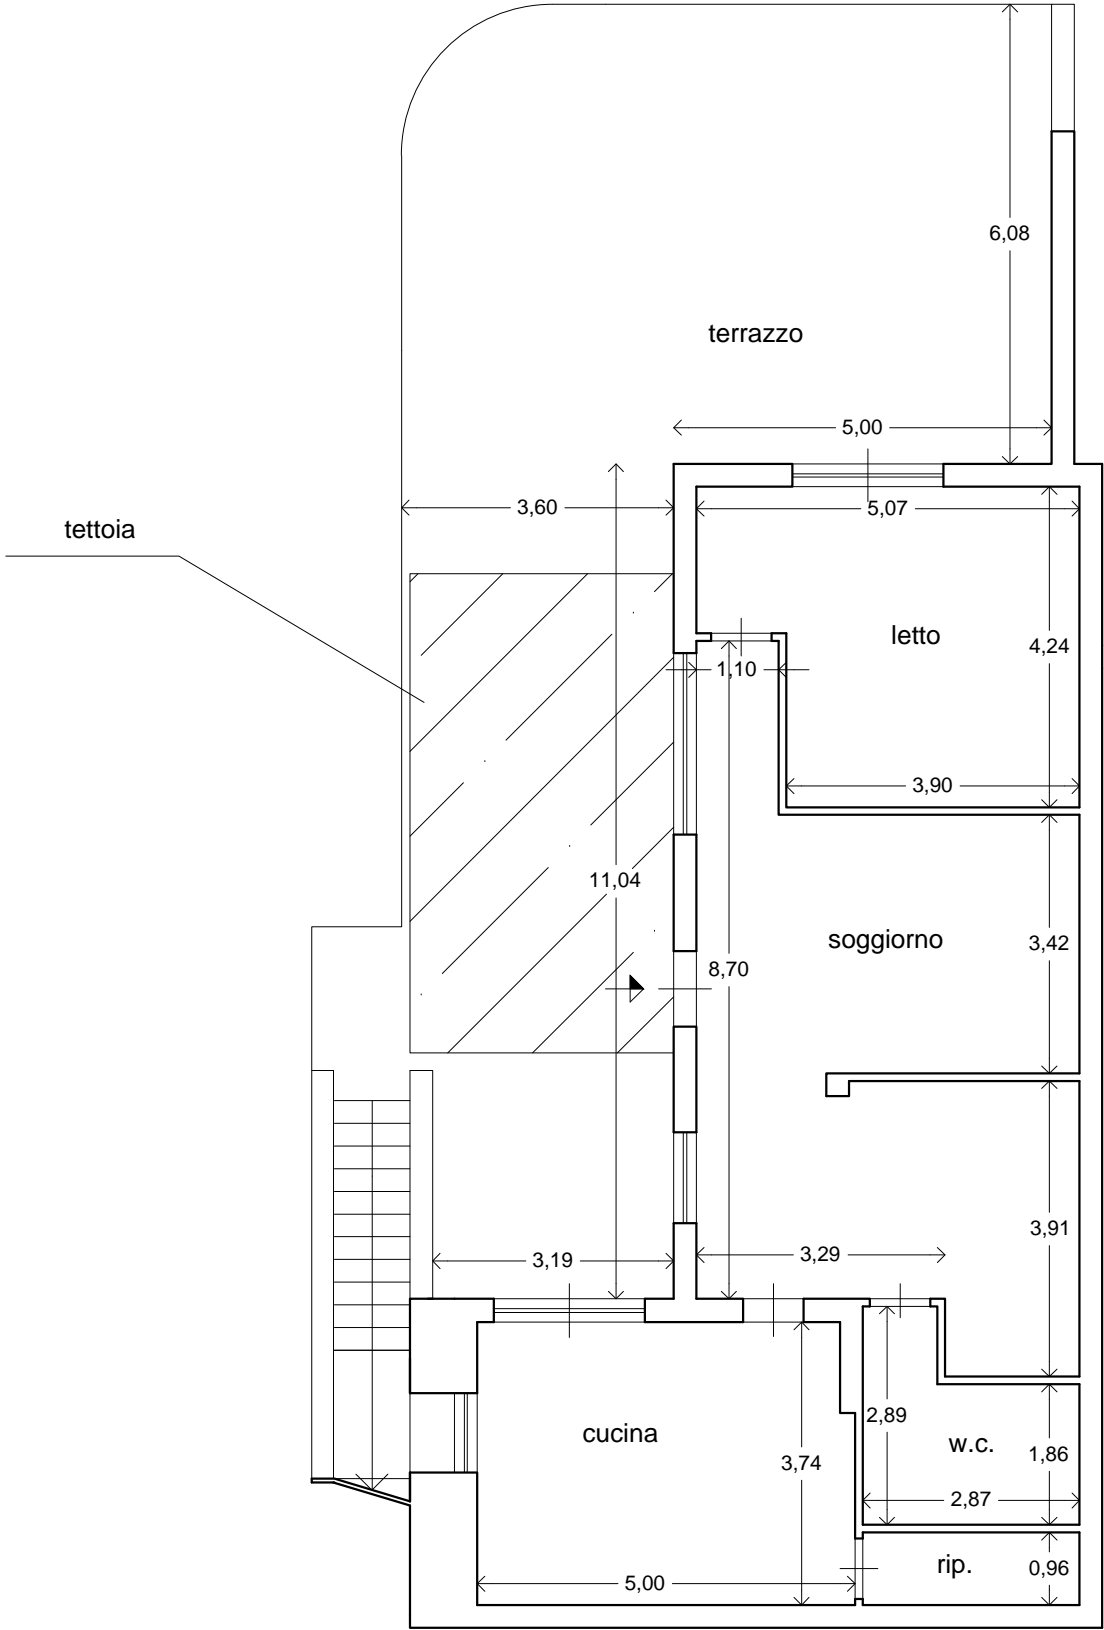 6,08
terrazzo
5,00
3,60
5,07
tettoia
letto
4,24
1,10
3,90
11,04
soggiorno
3,42
8,70
3,91
3,19
3,29
2,89
cucina
w.c.
1,86
3,74
2,87
rip.
0,96
5,00